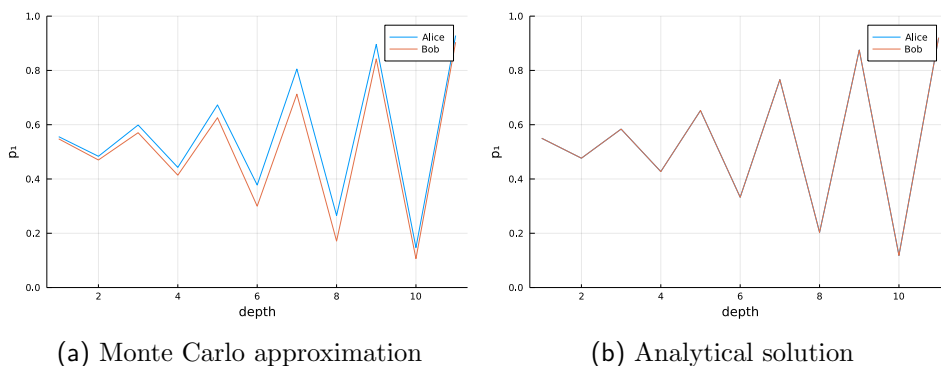 1.0
0.8
0.6
0.4
0.2
0.0
p₁
Alice
Bob
2
4
6
8
10
depth
(a) Monte Carlo approximation
1.0
0.8
0.6
0.4
0.2
0.0
p₁
Alice
Bob
2
4
6
8
10
depth
(b) Analytical solution